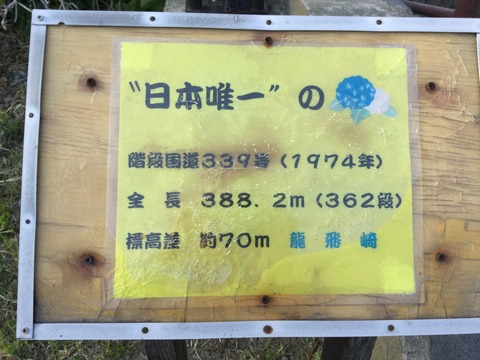 "日本唯一"の
階段国道339号(1974年)
全長 388.2m(362段)
標高差 約70m 龍飛崎